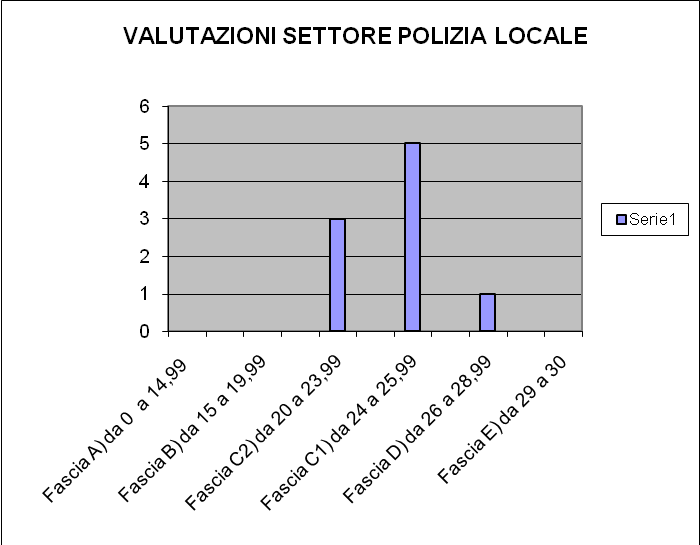 VALUTAZIONI SETTORE POLIZIA LOCALE
6
5
4
3
2
1
0
Serie1
Fascia A) da 0 a 14,99
Fascia B) da 15 a 19,99
Fascia C2) da 20 a 23,99
Fascia C1) da 24 a 25,99
Fascia D) da 26 a 28,99
Fascia E) da 29 a 30